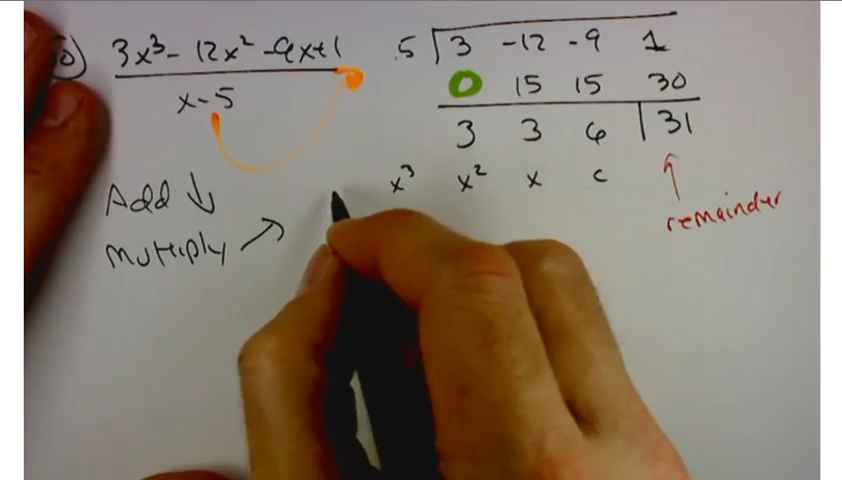 3x³ - 12x² - 9x + 1
x - 5
.5 3 -12 -9 1
0 15 15 30
3 3 6 31
x³ x² x c
remainder
Add ↓
multiply ↗